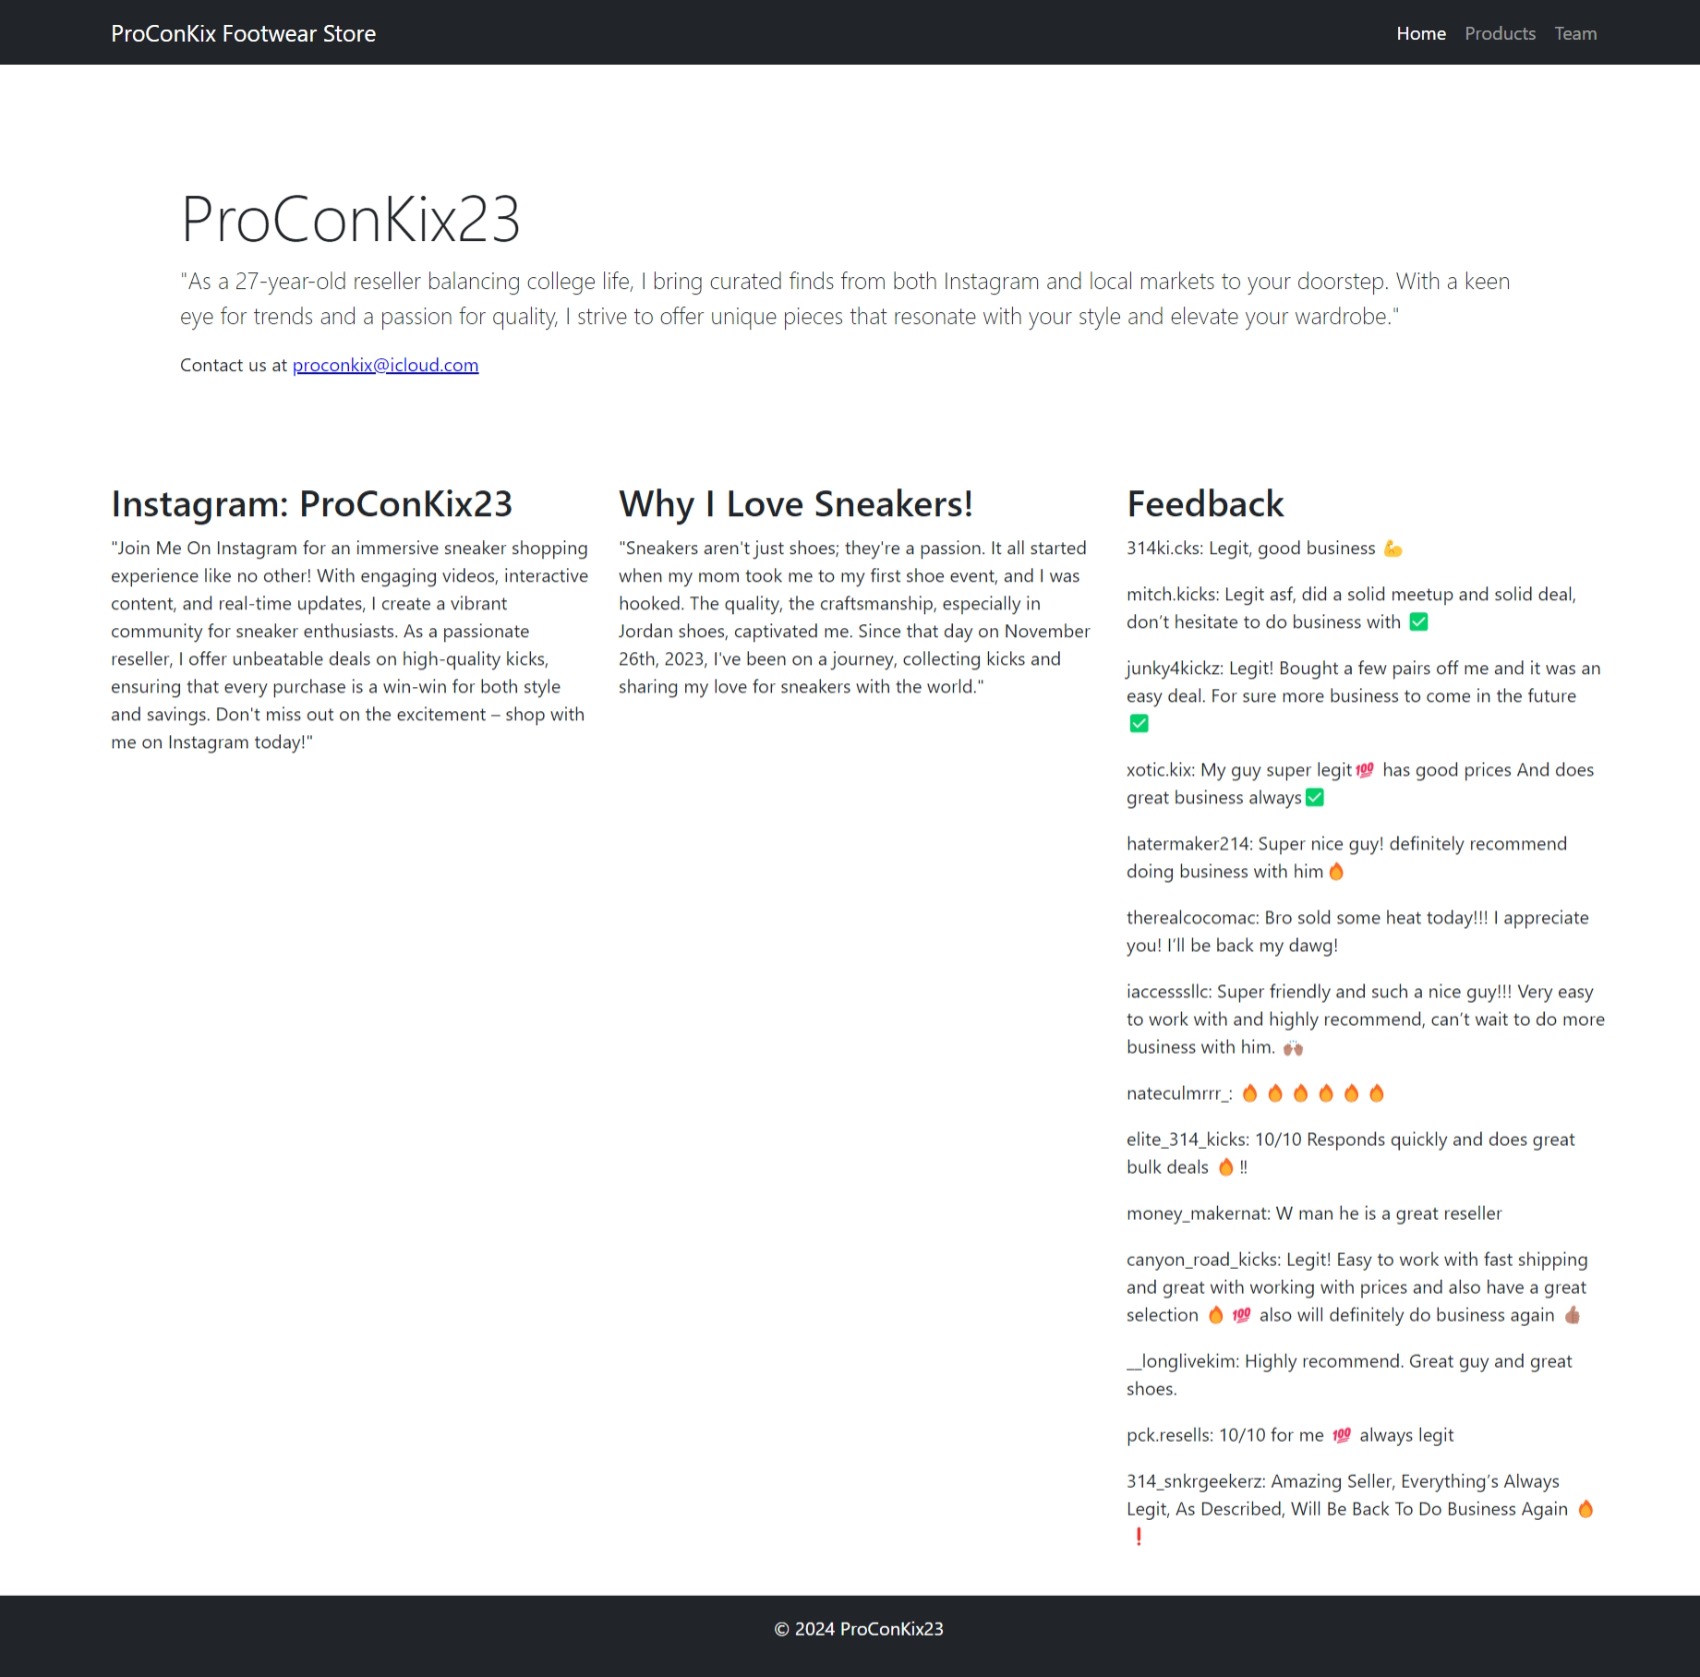 ProConKix Footwear Store
Home Products Team
ProConKix23
"As a 27-year-old reseller balancing college life, I bring curated finds from both Instagram and local markets to your doorstep. With a keen
eye for trends and a passion for quality, I strive to offer unique pieces that resonate with your style and elevate your wardrobe."
Contact us at proconkix@icloud.com
Instagram: ProConKix23
"Join Me On Instagram for an immersive sneaker shopping
experience like no other! With engaging videos, interactive
content, and real-time updates, I create a vibrant
community for sneaker enthusiasts. As a passionate
reseller, I offer unbeatable deals on high-quality kicks,
ensuring that every purchase is a win-win for both style
and savings. Don't miss out on the excitement – shop with
me on Instagram today!"
Why I Love Sneakers!
"Sneakers aren't just shoes; they're a passion. It all started
when my mom took me to my first shoe event, and I was
hooked. The quality, the craftsmanship, especially in
Jordan shoes, captivated me. Since that day on November
26th, 2023, I've been on a journey, collecting kicks and
sharing my love for sneakers with the world."
Feedback
314ki.cks: Legit, good business 💪
mitch.kicks: Legit asf, did a solid meetup and solid deal,
don’t hesitate to do business with ✅
junky4kickz: Legit! Bought a few pairs off me and it was an
easy deal. For sure more business to come in the future
✅
xotic.kix: My guy super legit💯 has good prices And does
great business always✅
hatermaker214: Super nice guy! definitely recommend
doing business with him🔥
therealcocomac: Bro sold some heat today!!! I appreciate
you! I’ll be back my dawg!
iaccesssllc: Super friendly and such a nice guy!!! Very easy
to work with and highly recommend, can’t wait to do more
business with him. 🙌🏽
nateculmrrr_: 🔥 🔥 🔥 🔥 🔥 🔥
elite_314_kicks: 10/10 Responds quickly and does great
bulk deals 🔥 ‼
money_makernat: W man he is a great reseller
canyon_road_kicks: Legit! Easy to work with fast shipping
and great with working with prices and also have a great
selection 🔥 💯 also will definitely do business again 👍🏽
__longlivekim: Highly recommend. Great guy and great
shoes.
pck.resells: 10/10 for me 💯 always legit
314_snkrgeekerz: Amazing Seller, Everything’s Always
Legit, As Described, Will Be Back To Do Business Again 🔥
❗
© 2024 ProConKix23